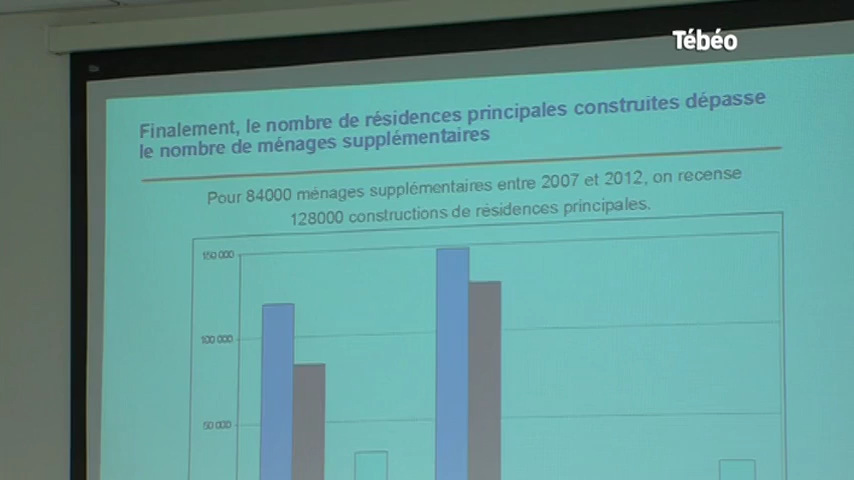 Tébéo
Finalement, le nombre de résidences principales construites dépasse
le nombre de ménages supplémentaires
Pour 84000 ménages supplémentaires entre 2007 et 2012, on recense
128000 constructions de résidences principales.
150 000
100 000
50 000